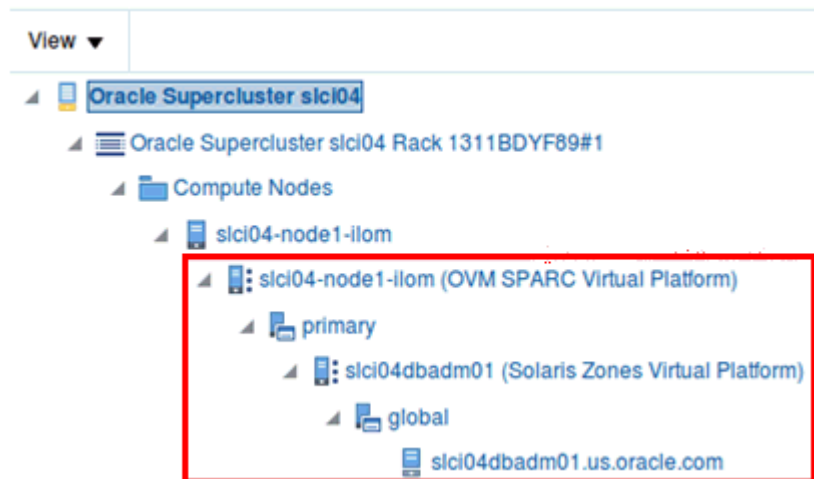 View
Oracle Supercluster slci04
Oracle Supercluster slci04 Rack 1311BDYF89#1
Compute Nodes
slci04-node1-ilom
slci04-node1-ilom (OVM SPARC Virtual Platform)
primary
slci04dbadm01 (Solaris Zones Virtual Platform)
global
slci04dbadm01.us.oracle.com